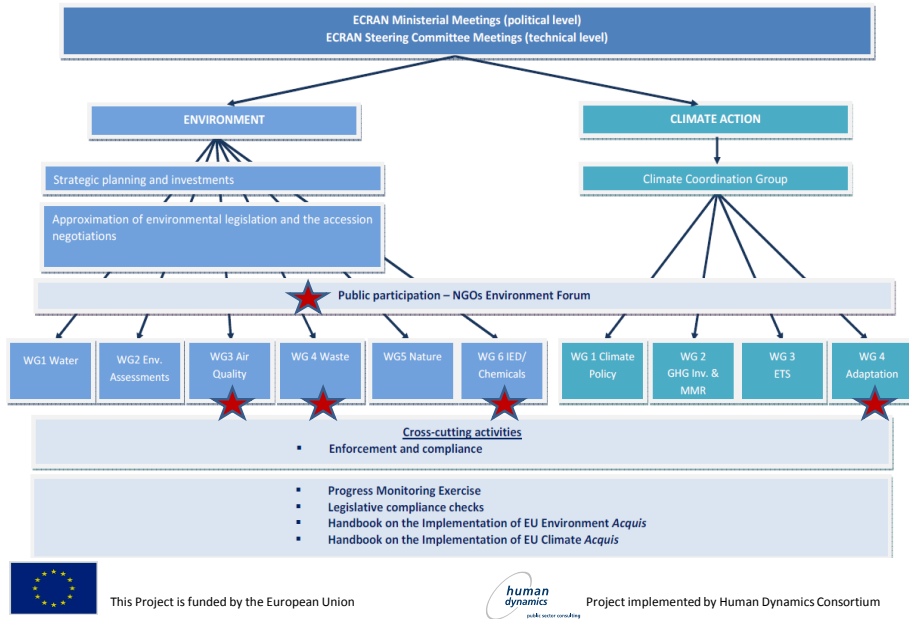 ECRAN Ministerial Meetings (political level)
ECRAN Steering Committee Meetings (technical level)
ENVIRONMENT
CLIMATE ACTION
Strategic planning and investments
Climate Coordination Group
Approximation of environmental legislation and the accession
negotiations
Public participation – NGOs Environment Forum
WG1 Water
WG2 Env.
Assessments
WG3 Air
Quality
WG 4 Waste
WG5 Nature
WG 6 IED/
Chemicals
WG 1 Climate
Policy
WG 2
GHG Inv. &
MMR
WG 3
ETS
WG 4
Adaptation
Cross-cutting activities
▪ Enforcement and compliance
▪ Progress Monitoring Exercise
▪ Legislative compliance checks
▪ Handbook on the Implementation of EU Environment Acquis
▪ Handbook on the Implementation of EU Climate Acquis
This Project is funded by the European Union
human
dynamics
public sector consulting
Project implemented by Human Dynamics Consortium